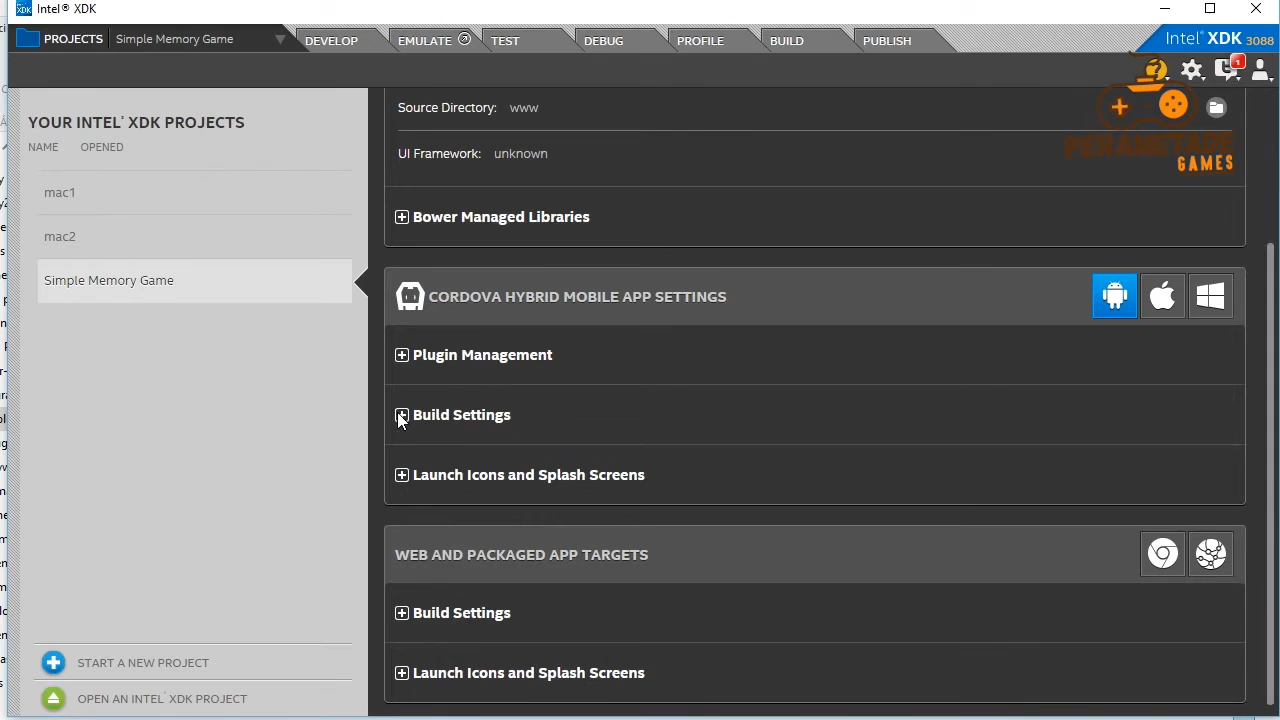 Intel® XDK
PROJECTS Simple Memory Game DEVELOP EMULATE TEST DEBUG PROFILE BUILD PUBLISH Intel® XDK 3088
1
YOUR INTEL® XDK PROJECTS
NAME OPENED
mac1
mac2
Simple Memory Game
START A NEW PROJECT
OPEN AN INTEL® XDK PROJECT
Source Directory: www
UI Framework: unknown
GAMES
Bower Managed Libraries
CORDOVA HYBRID MOBILE APP SETTINGS
Plugin Management
Build Settings
Launch Icons and Splash Screens
WEB AND PACKAGED APP TARGETS
Build Settings
Launch Icons and Splash Screens